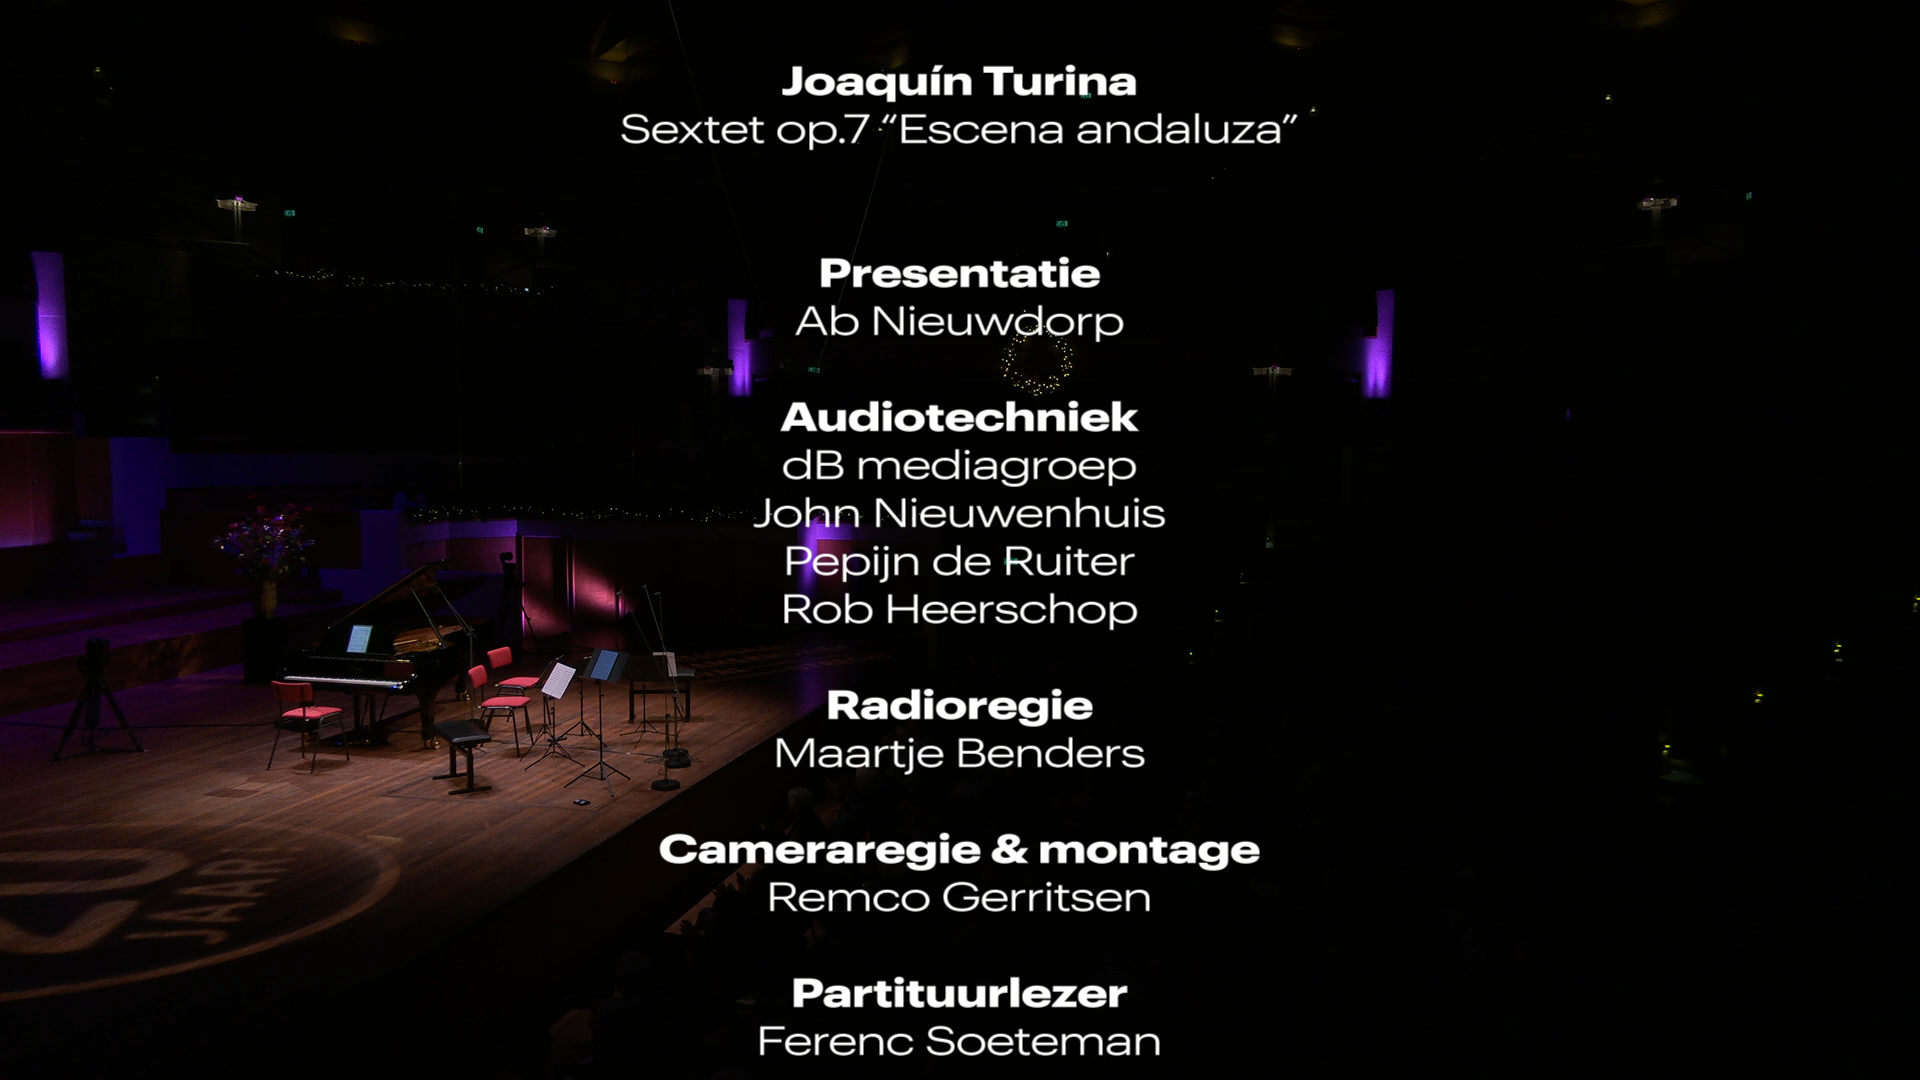 Joaquín Turina
Sextet op.7 “Escena andaluza”
Presentatie
Ab Nieuwdorp
Audiotechniek
dB mediagroep
John Nieuwenhuis
Pepijn de Ruiter
Rob Heerschop
Radioregie
Maartje Benders
Cameraregie & montage
Remco Gerritsen
Partituurlezer
Ferenc Soeteman
JAAR